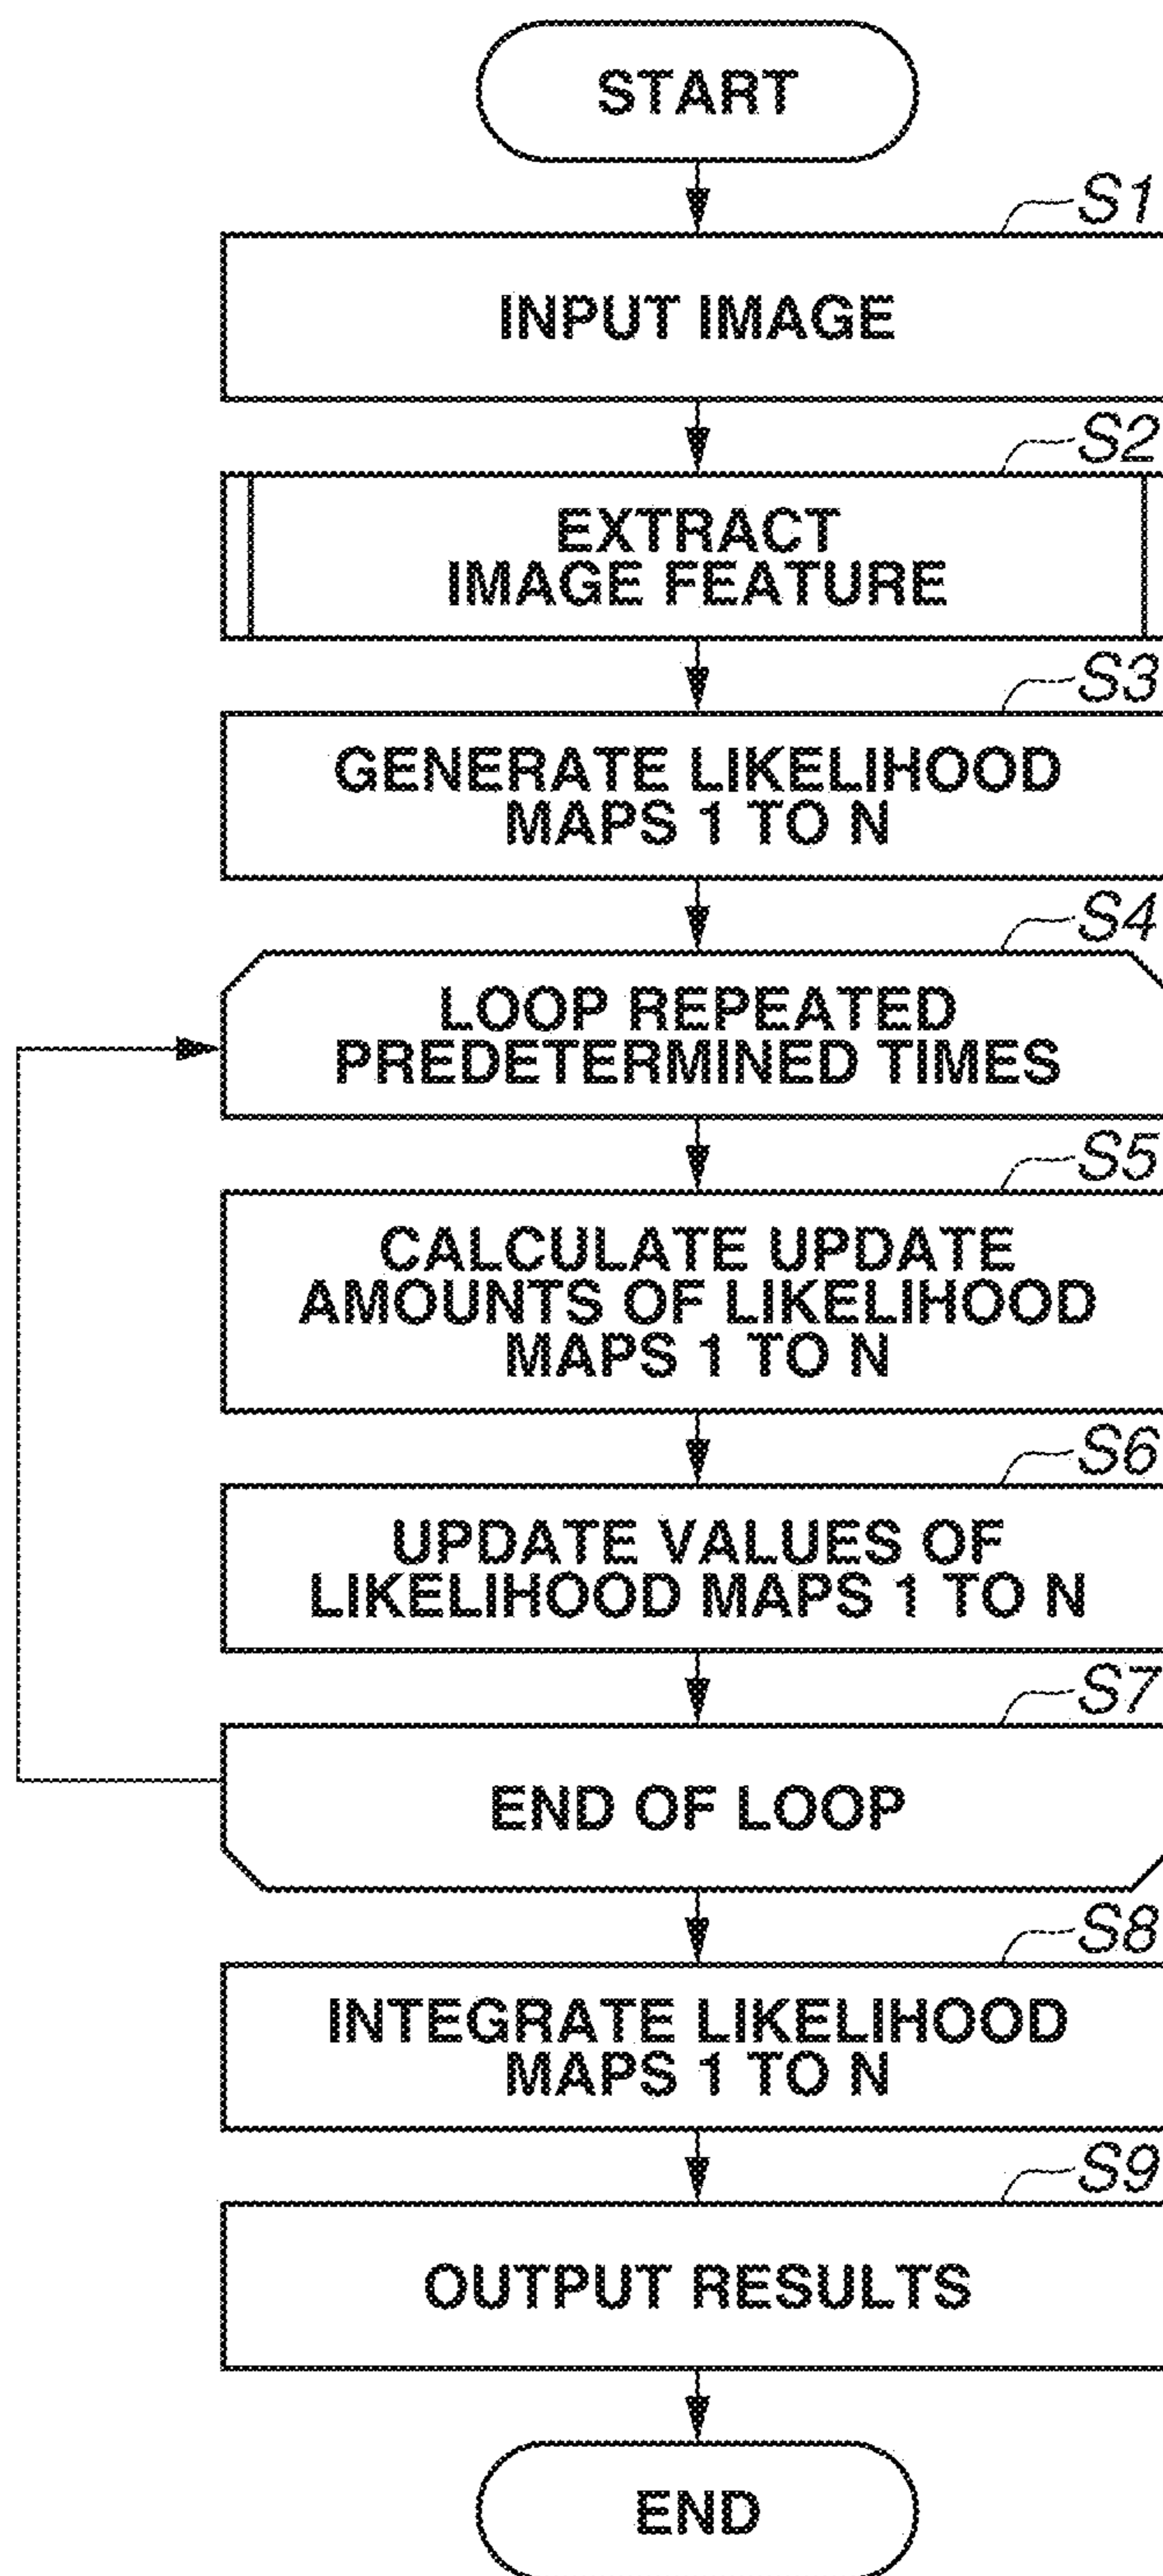 START
S1
INPUT IMAGE
S2
EXTRACT
IMAGE FEATURE
S3
GENERATE LIKELIHOOD
MAPS 1 TO N
S4
LOOP REPEATED
PREDETERMINED TIMES
S5
CALCULATE UPDATE
AMOUNTS OF LIKELIHOOD
MAPS 1 TO N
S6
UPDATE VALUES OF
LIKELIHOOD MAPS 1 TO N
S7
END OF LOOP
S8
INTEGRATE LIKELIHOOD
MAPS 1 TO N
S9
OUTPUT RESULTS
END